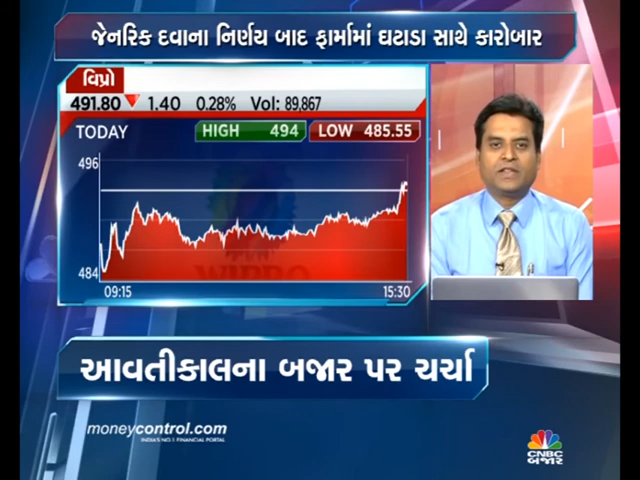 જેનરિક દવાના નિર્ણય બાદ ફાર્મામાં ઘટાડા સાથે કારોબાર
વિપ્રો
491.80 1.40 0.28% Vol: 89,867
TODAY HIGH 494 LOW 485.55
496
WIPRO
484
09:15 15:30
આવતીકાલના બજાર પર ચર્ચા
moneycontrol.com
INDIA'S NO.1 FINANCIAL PORTAL
CNBC
બજાર